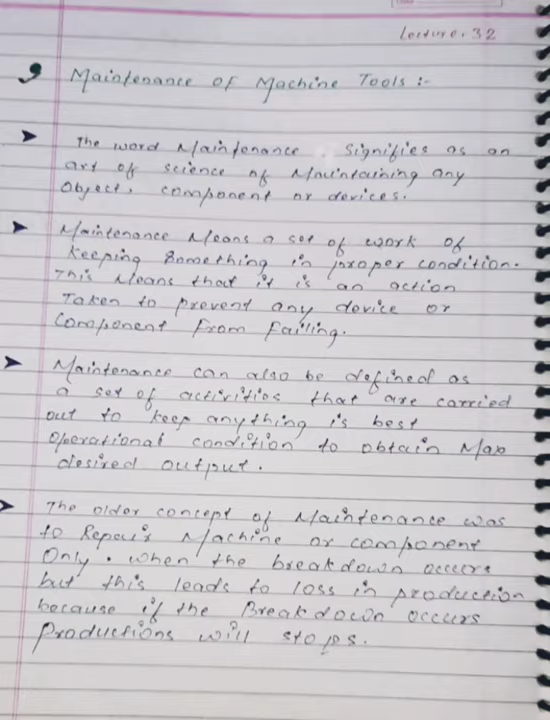 Lecture. 32
Maintenance of Machine Tools :-
The word Maintenance . Signifies as an
art of science of Maintaining any
Object, component or devices.
Maintenance Means a set of work of
Keeping Something in proper condition.
This Means that it is an action
Taken to prevent any device or
Component From Failing.
Maintenance can also be defined as
a set of activities that are carried
out to keep anything is best
Operational condition to obtain Max
desired output.
The older concept of Maintenance was
to Repair Machine or component
Only . when the breakdown occurs
but this leads to loss in production
because if the Breakdown occurs
Productions will stops.